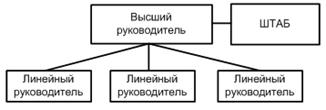 Высший
руководитель
ШТАБ
Линейный
руководитель
Линейный
руководитель
Линейный
руководитель